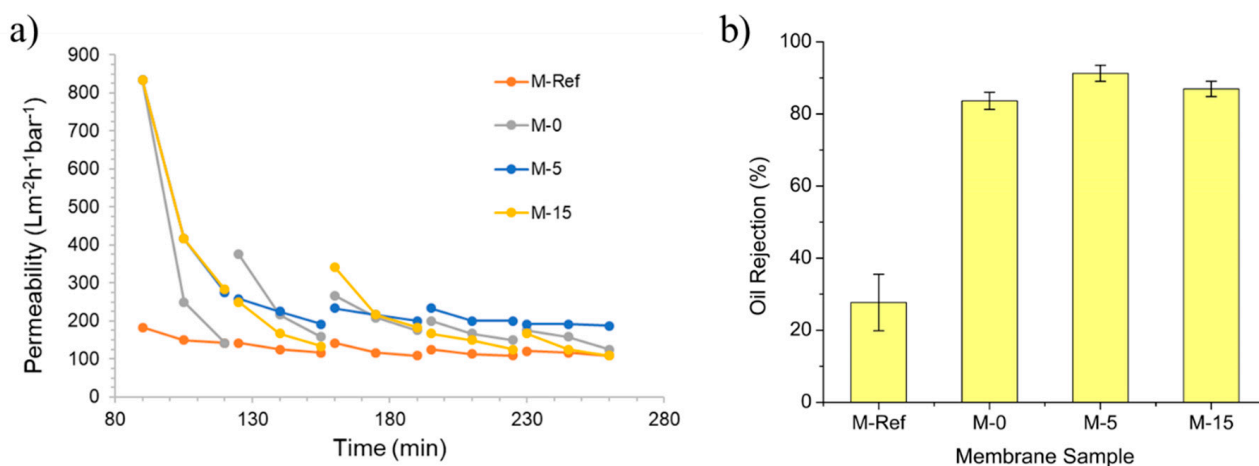 a)
Permeability (Lm⁻²h⁻¹bar⁻¹)
900
800
700
600
500
400
300
200
100
0
80
130
180
230
280
Time (min)
M-Ref
M-0
M-5
M-15
b)
Oil Rejection (%)
100
80
60
40
20
0
M-Ref
M-0
M-5
M-15
Membrane Sample